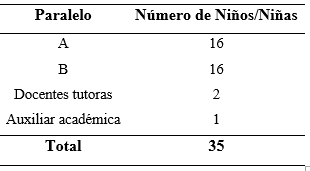 Paralelo Número de Niños/Niñas
A 16
B 16
Docentes tutoras 2
Auxiliar académica 1
Total 35